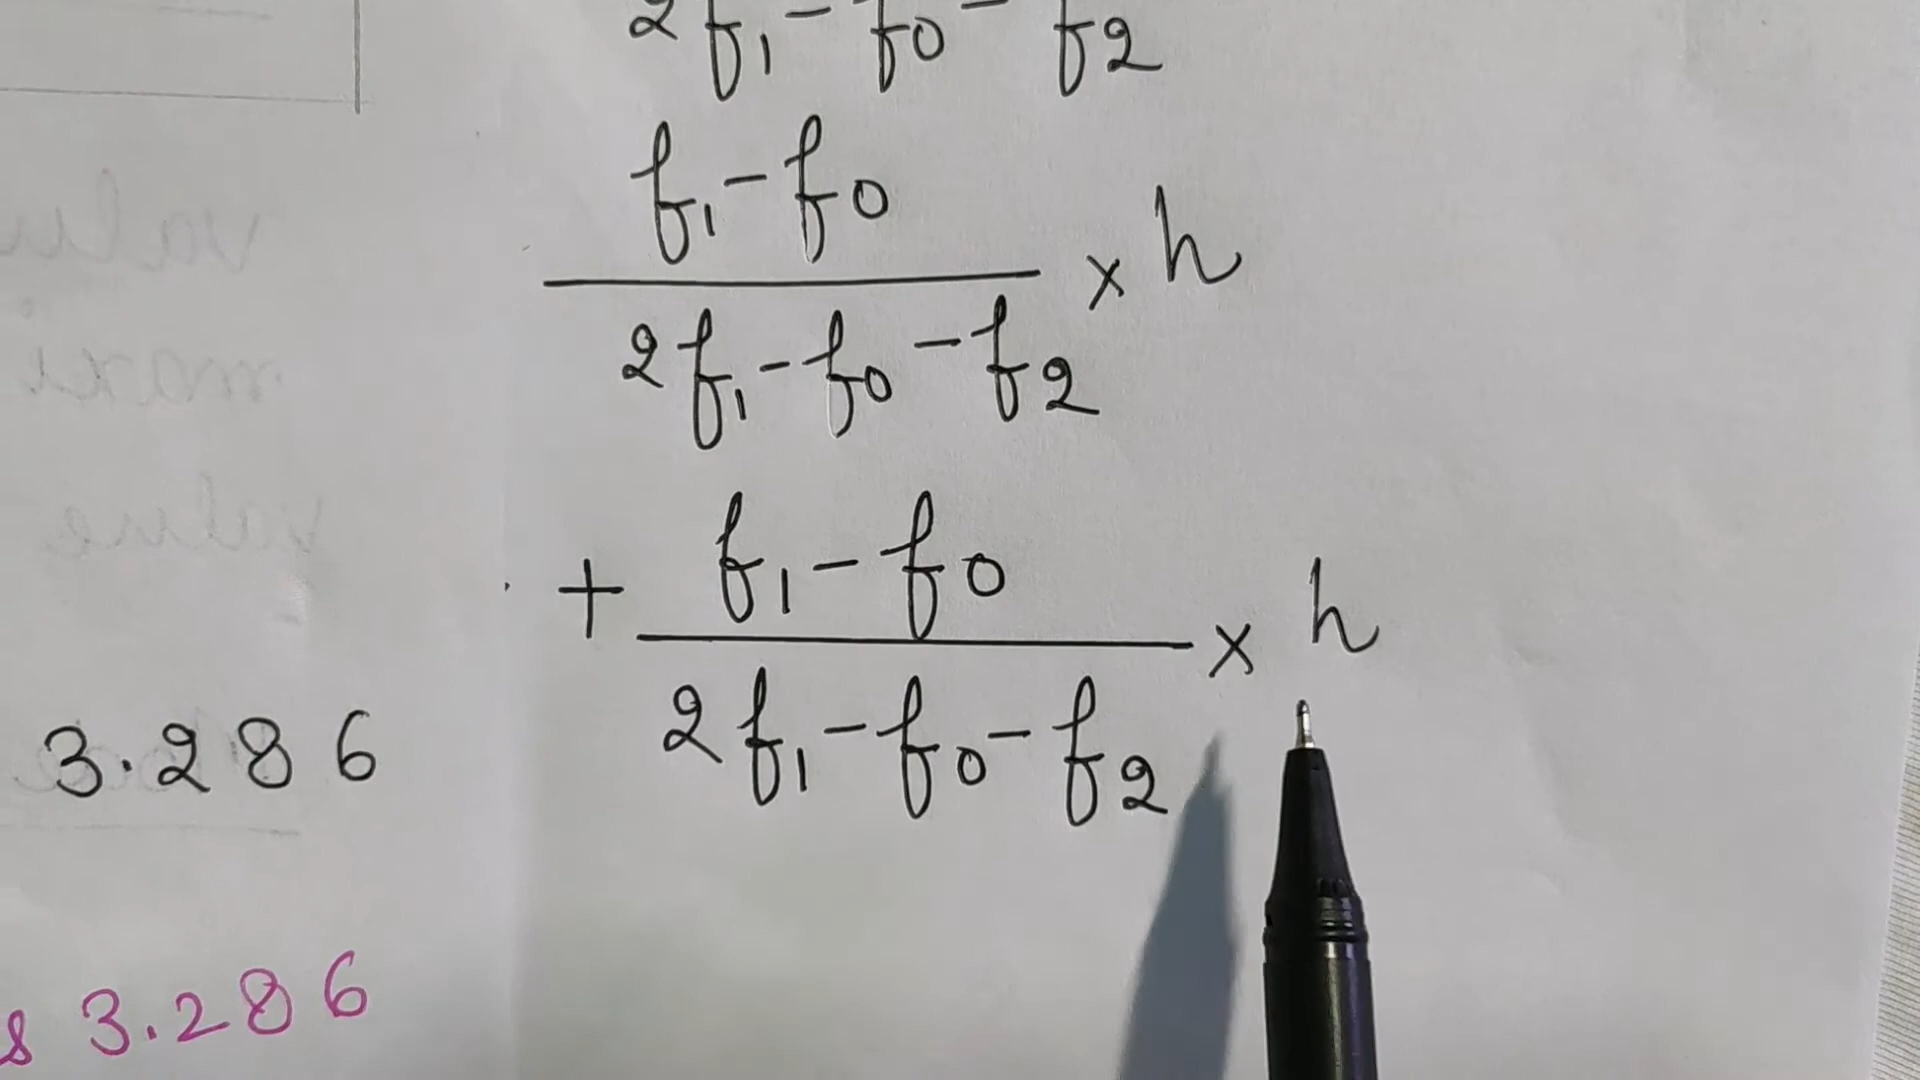 2f₁ - f₀ - f₂
f₁ - f₀
2f₁ - f₀ - f₂
× h
+
f₁ - f₀
2f₁ - f₀ - f₂
× h
3.286
s 3.286